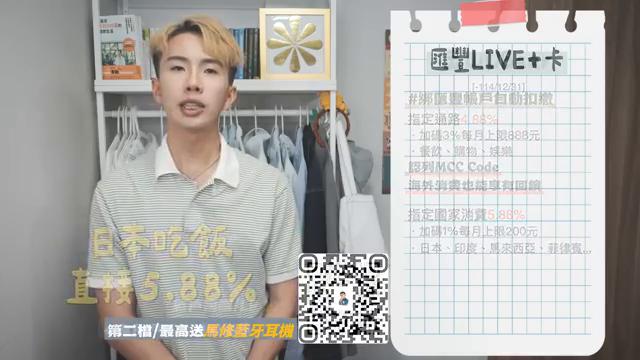 匯豐LIVE+卡
[-114/12/31]
#綁匯豐帳戶自動扣繳
指定通路4.88%
·加碼3%每月上限888元
·餐飲、購物、娛樂
認列MCC Code
海外消費也能享有回饋
指定國家消費5.88%
·加碼1%每月上限200元
·日本、印度、馬來西亞、菲律賓...
日本吃飯
直接5.88%
第二檔/最高送馬修藍牙耳機